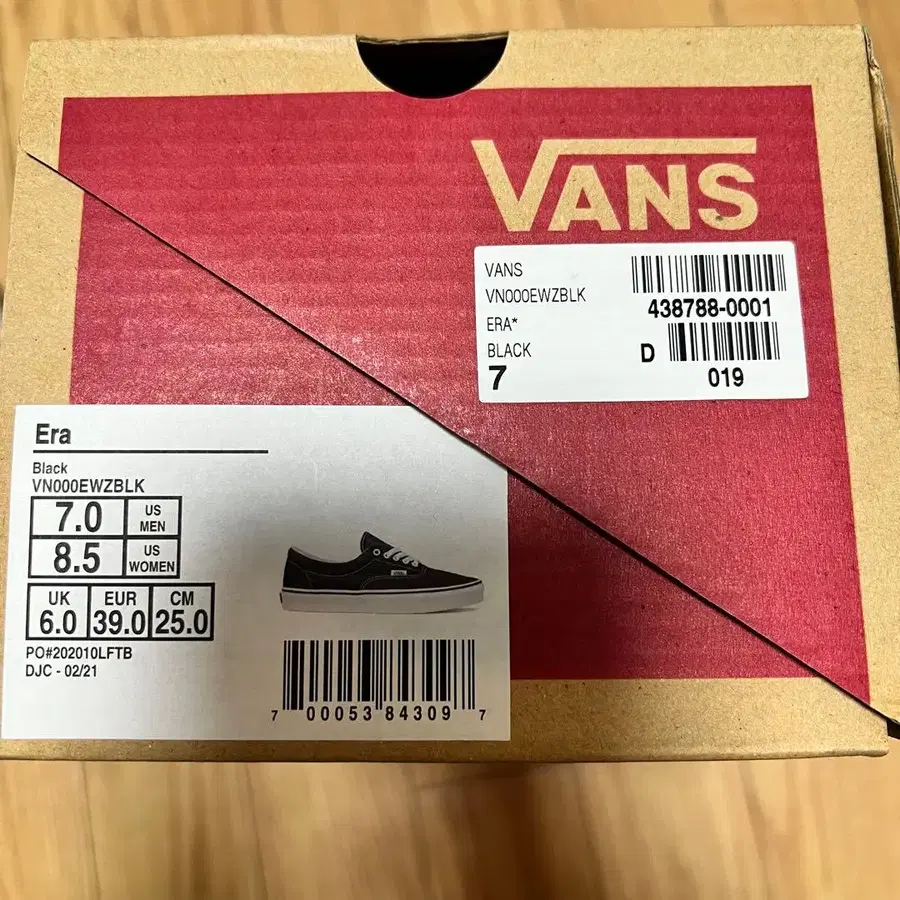 VANS
VANS
VN000EWZBLK
ERA*
BLACK
7
438788-0001
D
019
Era
Black
VN000EWZBLK
7.0 US MEN
8.5 US WOMEN
UK EUR CM
6.0 39.0 25.0
PO#202010LFTB
DJC - 02/21
7 00053 84309 7